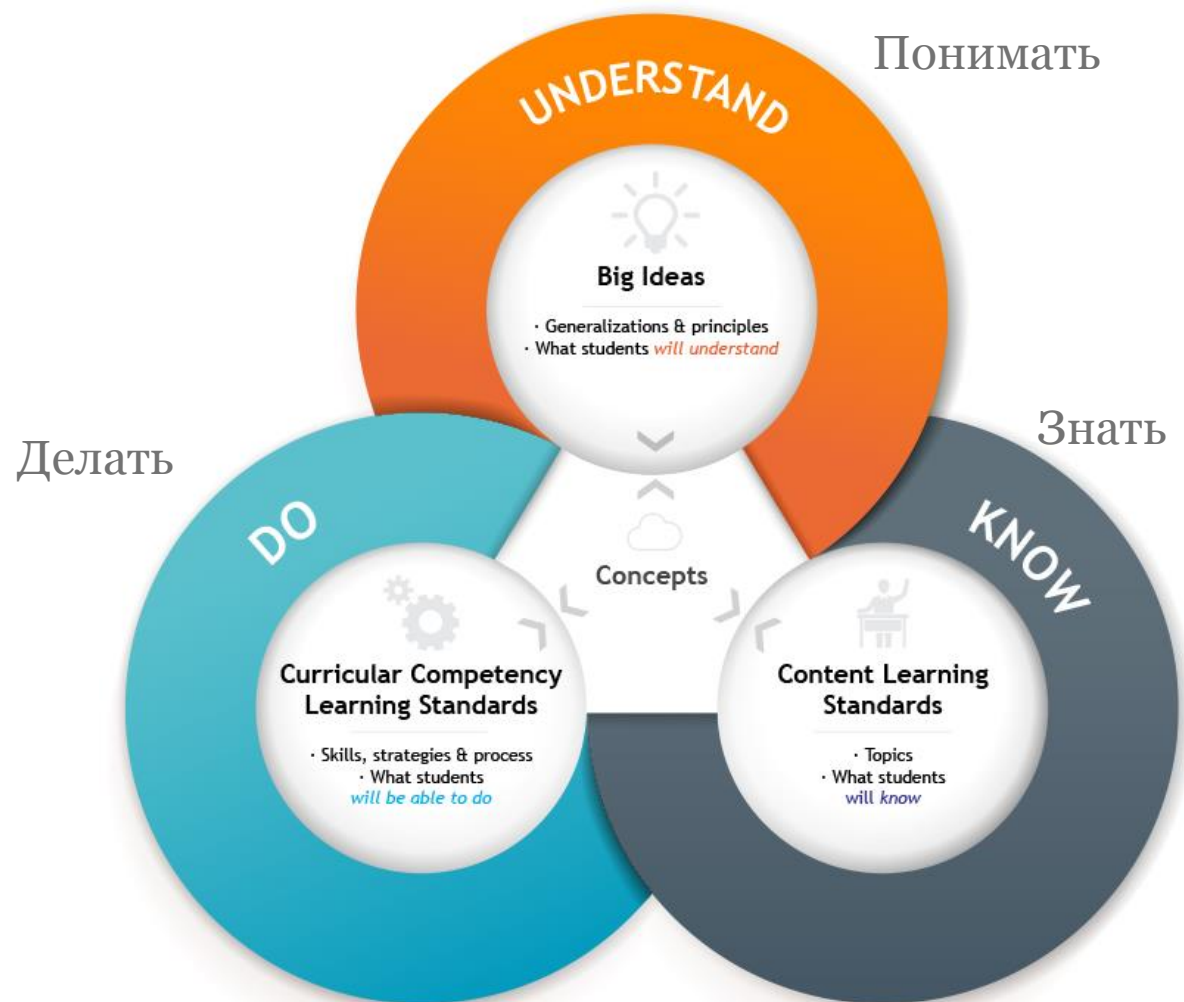 Понимать
UNDERSTAND
Big Ideas
· Generalizations & principles
· What students will understand
Делать
Знать
DO
KNOW
Concepts
Curricular Competency
Learning Standards
· Skills, strategies & process
· What students
will be able to do
Content Learning
Standards
· Topics
· What students
will know